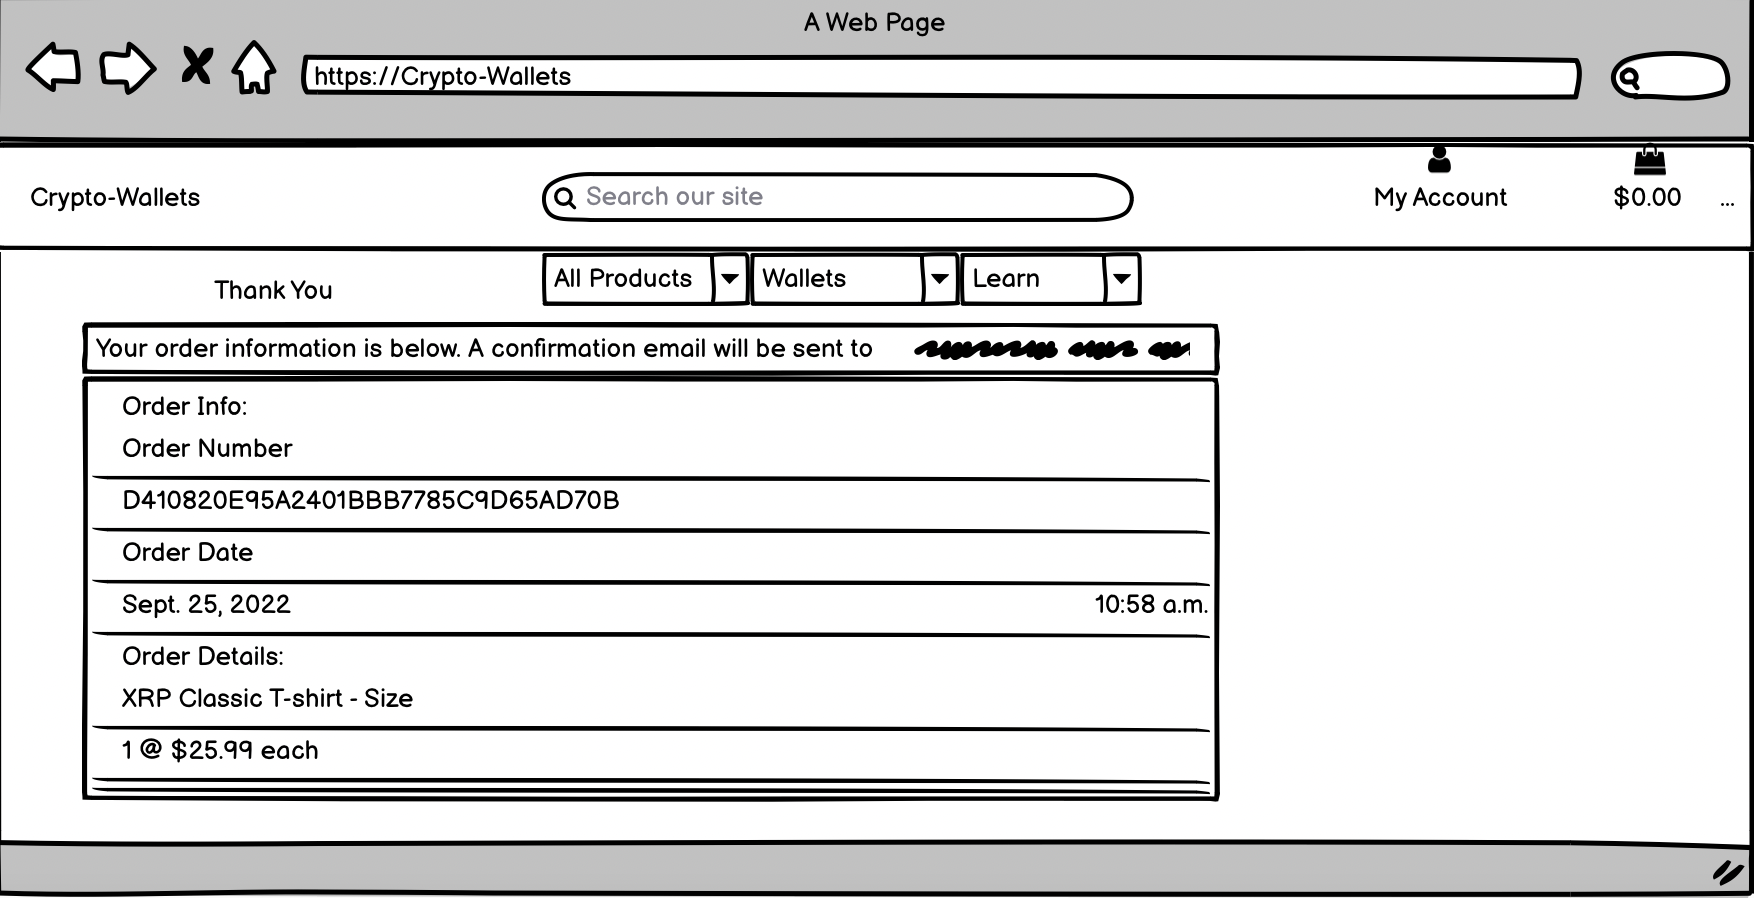 A Web Page
https://Crypto-Wallets
Crypto-Wallets
Search our site
My Account
$0.00
...
Thank You
All Products
Wallets
Learn
Your order information is below. A confirmation email will be sent to
Order Info:
Order Number
D410820E95A2401BBB7785C9D65AD70B
Order Date
Sept. 25, 2022 10:58 a.m.
Order Details:
XRP Classic T-shirt - Size
1 @ $25.99 each